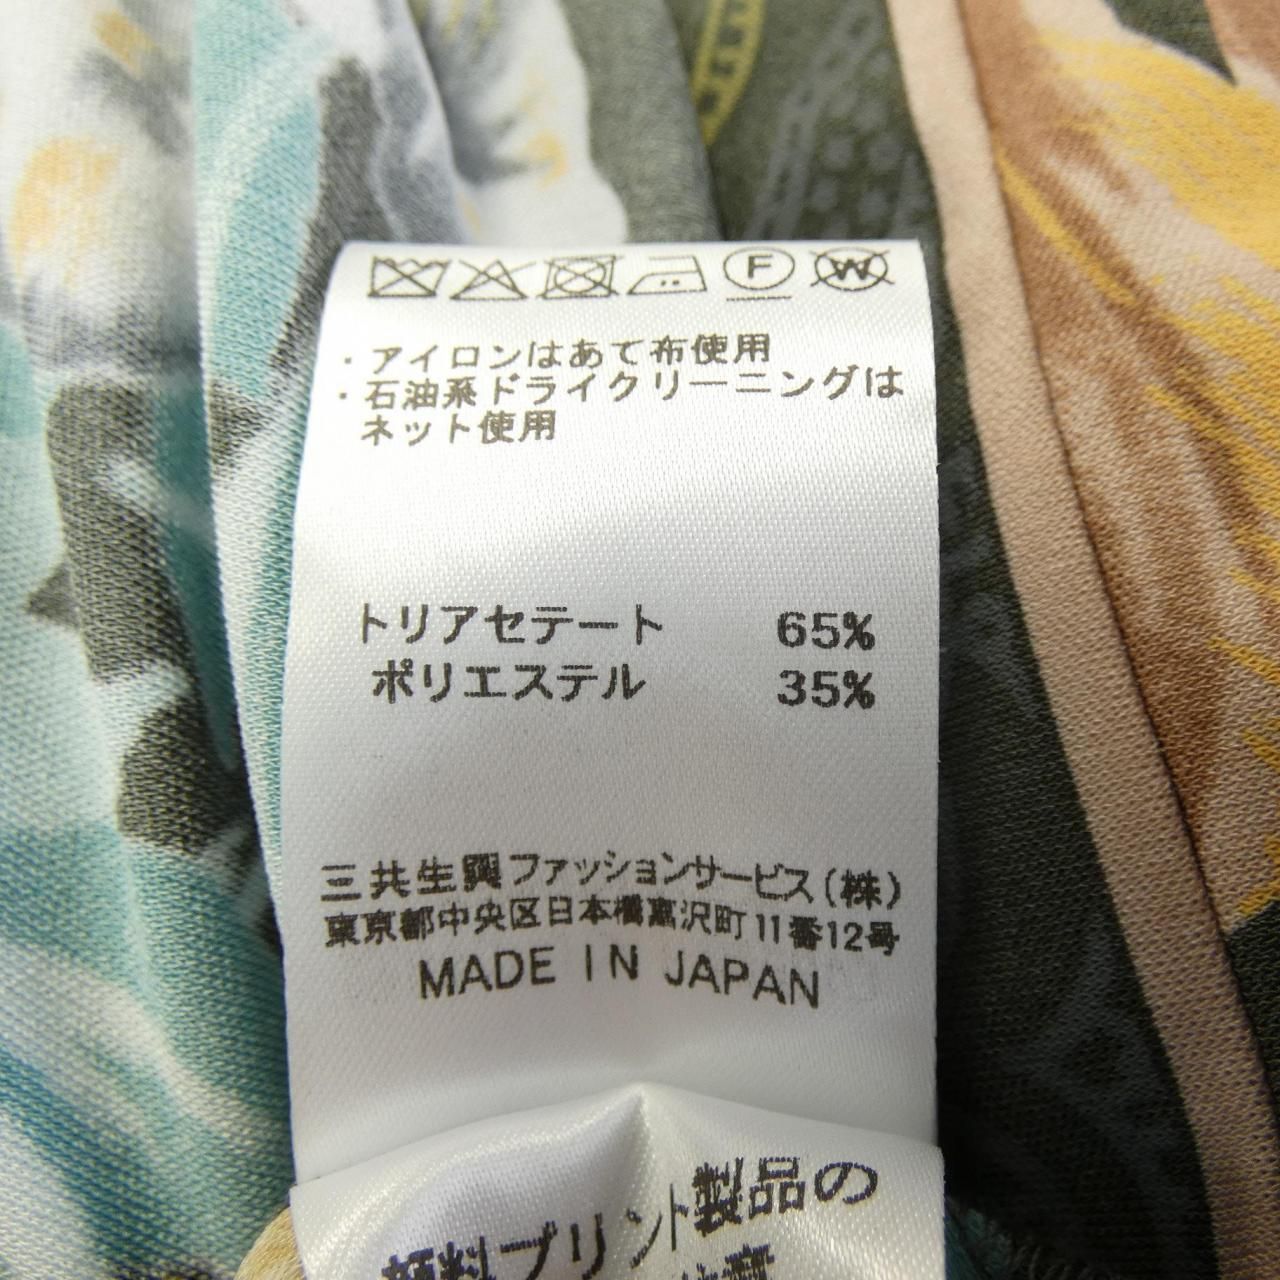 F W
・アイロンはあて布使用
・石油系ドライクリーニングは
ネット使用
トリアセテート 65%
ポリエステル 35%
三共生興ファッションサービス(株)
東京都中央区日本橋富沢町11番12号
MADE IN JAPAN
顔料プリント製品の